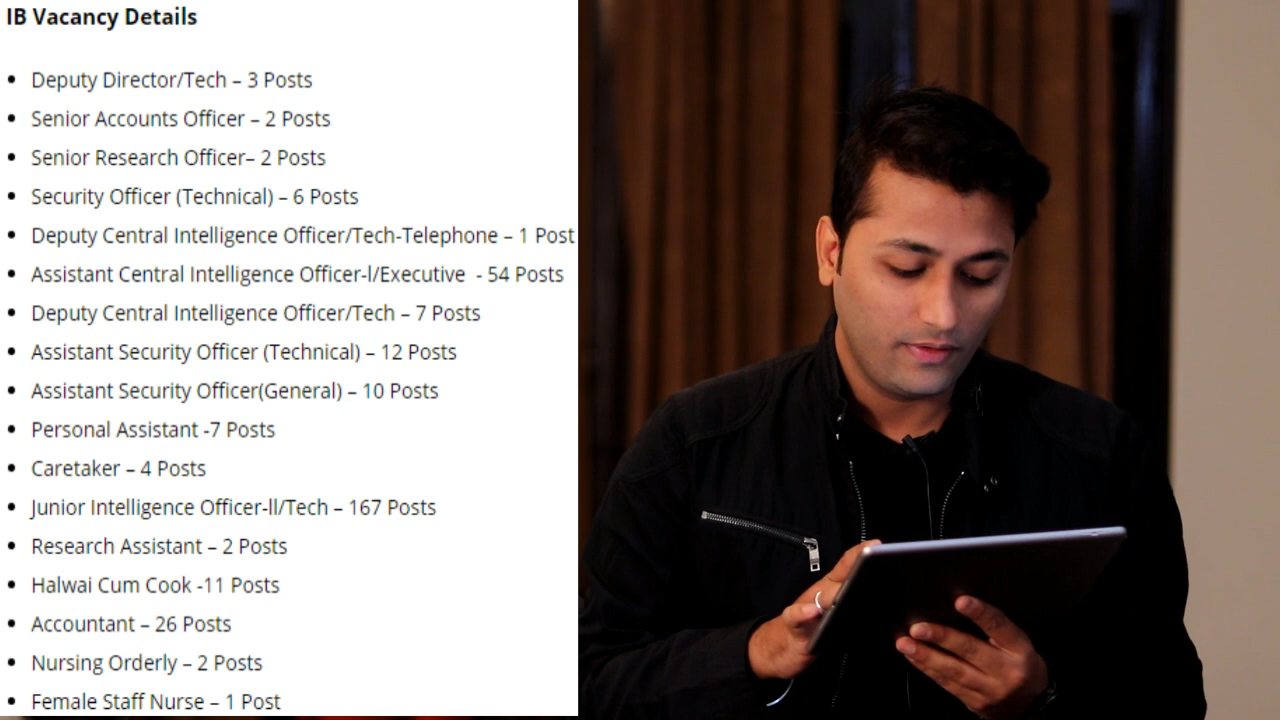 IB Vacancy Details
• Deputy Director/Tech – 3 Posts
• Senior Accounts Officer – 2 Posts
• Senior Research Officer– 2 Posts
• Security Officer (Technical) – 6 Posts
• Deputy Central Intelligence Officer/Tech-Telephone – 1 Post
• Assistant Central Intelligence Officer-l/Executive - 54 Posts
• Deputy Central Intelligence Officer/Tech – 7 Posts
• Assistant Security Officer (Technical) – 12 Posts
• Assistant Security Officer(General) – 10 Posts
• Personal Assistant -7 Posts
• Caretaker – 4 Posts
• Junior Intelligence Officer-ll/Tech – 167 Posts
• Research Assistant – 2 Posts
• Halwai Cum Cook -11 Posts
• Accountant – 26 Posts
• Nursing Orderly – 2 Posts
• Female Staff Nurse – 1 Post